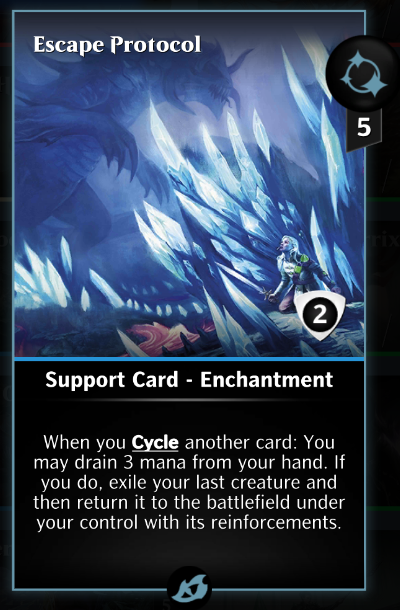 Escape Protocol
5
2
Support Card - Enchantment
When you Cycle another card: You
may drain 3 mana from your hand. If
you do, exile your last creature and
then return it to the battlefield under
your control with its reinforcements.